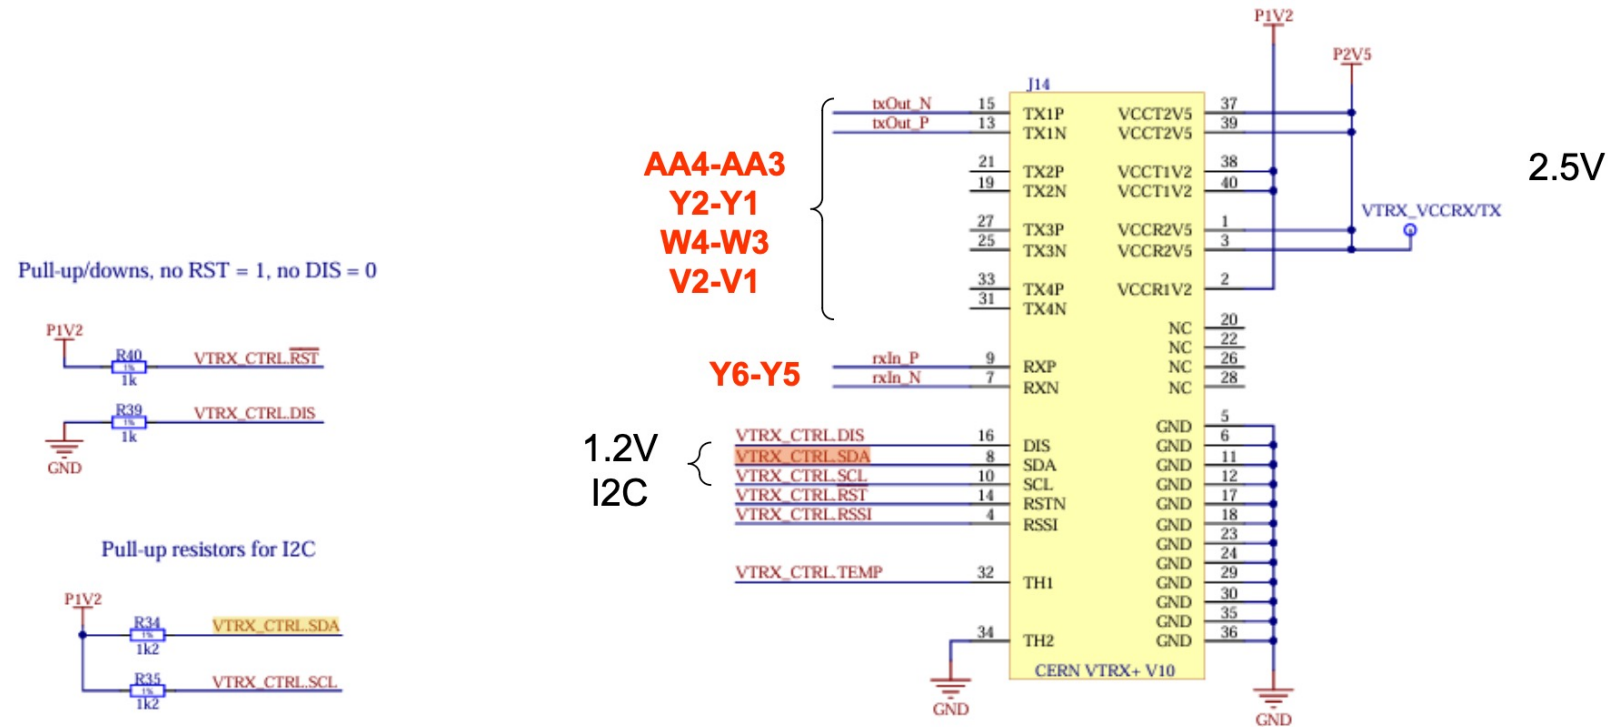 Pull-up/downs, no RST = 1, no DIS = 0
P1V2
R40
1%
1k
VTRX_CTRL.RST
R39
1%
1k
VTRX_CTRL.DIS
GND
Pull-up resistors for I2C
P1V2
R34
1%
1k2
VTRX_CTRL.SDA
R35
1%
1k2
VTRX_CTRL.SCL
AA4-AA3
Y2-Y1
W4-W3
V2-V1
Y6-Y5
1.2V
I2C
P1V2
P2V5
J14
txOut_N 15 TX1P VCCT2V5 37
txOut_P 13 TX1N VCCT2V5 39
21 TX2P VCCT1V2 38
19 TX2N VCCT1V2 40
27 TX3P VCCR2V5 1
25 TX3N VCCR2V5 3
33 TX4P VCCR1V2 2
31 TX4N
NC 20
NC 22
rxIn_P 9 RXP NC 26
rxIn_N 7 RXN NC 28
GND 5
VTRX_CTRL.DIS 16 DIS GND 6
VTRX_CTRL.SDA 8 SDA GND 11
VTRX_CTRL.SCL 10 SCL GND 12
VTRX_CTRL.RST 14 RSTN GND 17
VTRX_CTRL.RSSI 4 RSSI GND 18
GND 23
GND 24
VTRX_CTRL.TEMP 32 TH1 GND 29
GND 30
GND 35
34 TH2 GND 36
CERN VTRX+ V10
GND
GND
2.5V
VTRX_VCCRX/TX